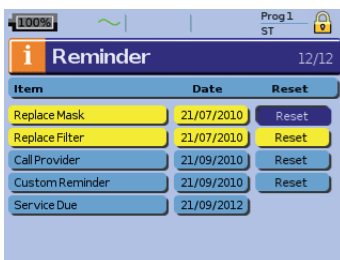 100%
Prog 1
ST
i Reminder 12/12
Item Date Reset
Replace Mask 21/07/2010 Reset
Replace Filter 21/07/2010 Reset
Call Provider 21/09/2010 Reset
Custom Reminder 21/09/2010 Reset
Service Due 21/09/2012